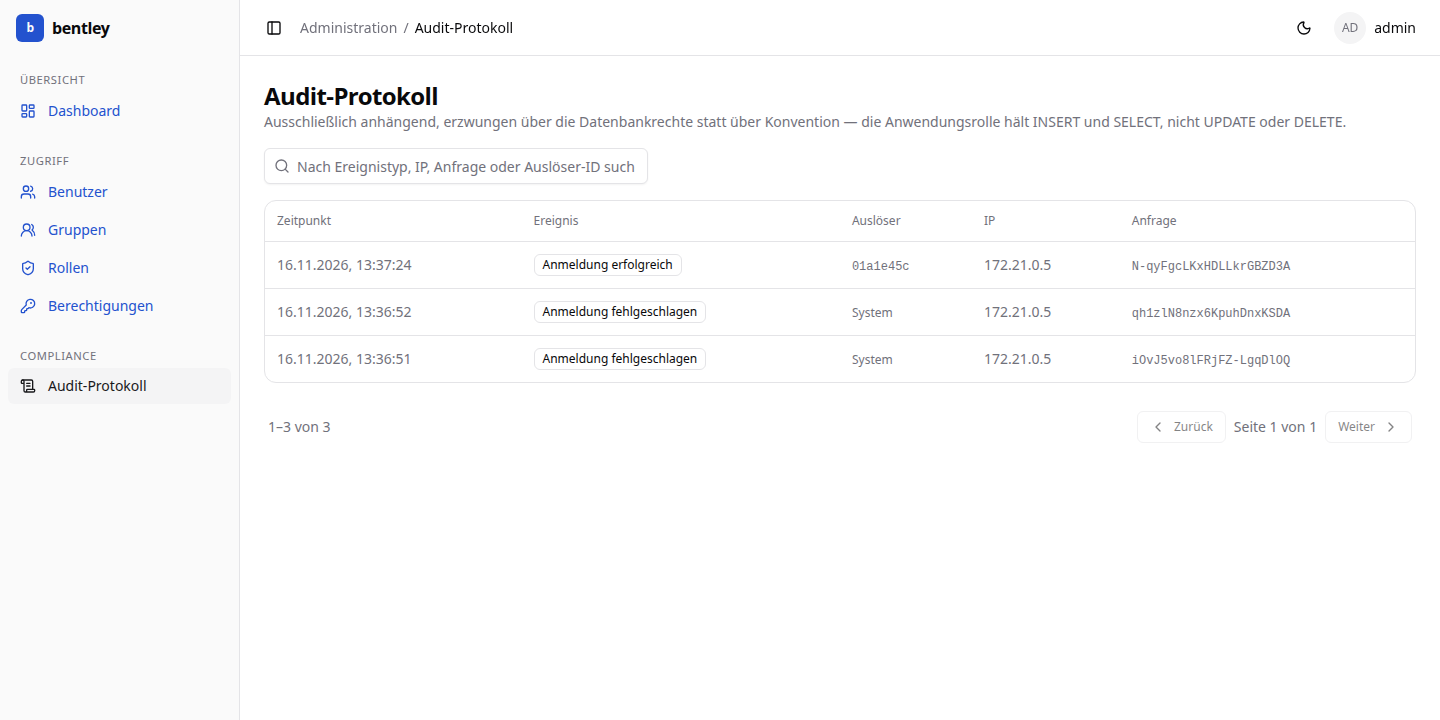 b bentley
Administration / Audit-Protokoll
AD admin
ÜBERSICHT
Dashboard
ZUGRIFF
Benutzer
Gruppen
Rollen
Berechtigungen
COMPLIANCE
Audit-Protokoll
Audit-Protokoll
Ausschließlich anhängend, erzwungen über die Datenbankrechte statt über Konvention — die Anwendungsrolle hält INSERT und SELECT, nicht UPDATE oder DELETE.
Nach Ereignistyp, IP, Anfrage oder Auslöser-ID such
Zeitpunkt Ereignis Auslöser IP Anfrage
16.11.2026, 13:37:24 Anmeldung erfolgreich 01a1e45c 172.21.0.5 N-qyFgcLKxHDLLkrGBZD3A
16.11.2026, 13:36:52 Anmeldung fehlgeschlagen System 172.21.0.5 qh1zlN8nzx6KpuhDnxKSDA
16.11.2026, 13:36:51 Anmeldung fehlgeschlagen System 172.21.0.5 iOvJ5vo8lFRjFZ-LgqDlOQ
1–3 von 3
Zurück Seite 1 von 1 Weiter